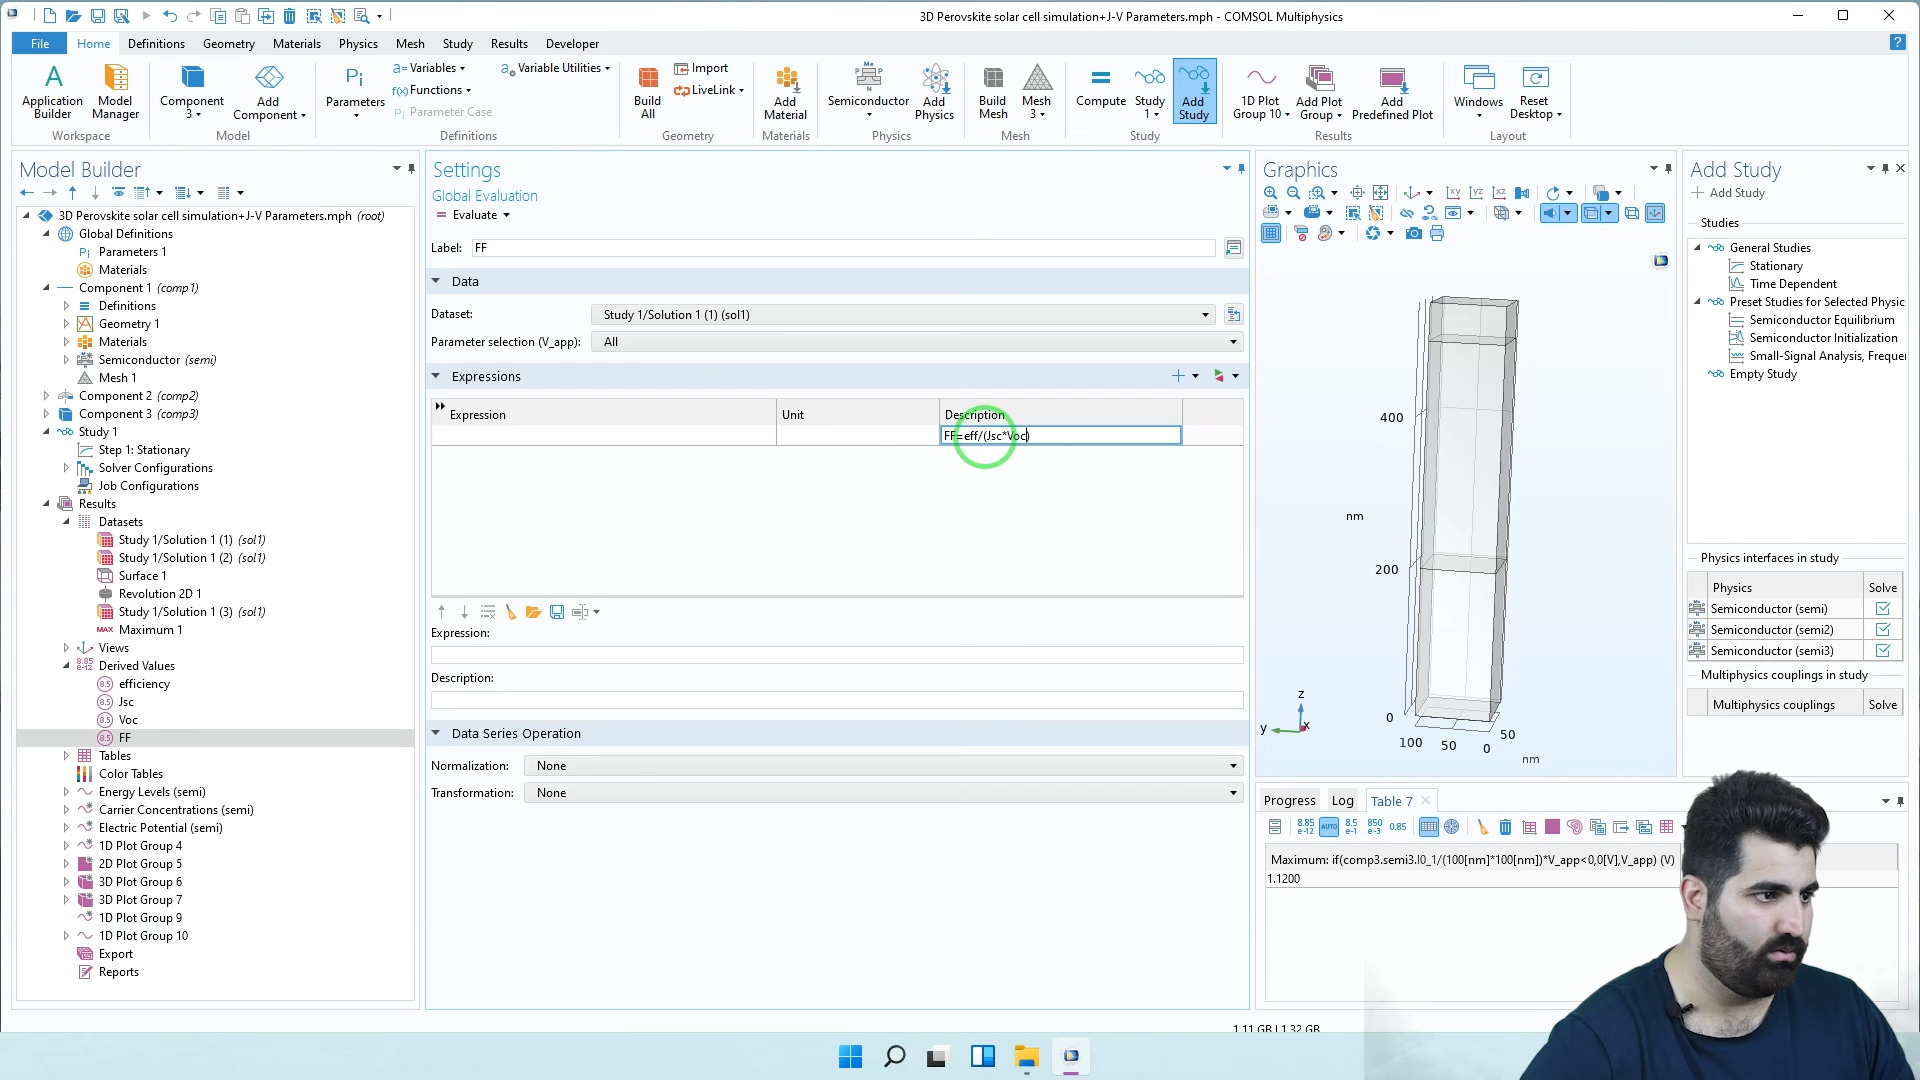 3D Perovskite solar cell simulation+J-V Parameters.mph - COMSOL Multiphysics
File Home Definitions Geometry Materials Physics Mesh Study Results Developer
Application Builder
Model Manager
Workspace
Component 3
Add Component
Model
Parameters
Variables
Functions
Parameter Case
Variable Utilities
Definitions
Build All
Import
LiveLink
Geometry
Add Material
Materials
Semiconductor
Add Physics
Physics
Build Mesh
Mesh 3
Mesh
Compute
Study 1
Add Study
Study
1D Plot Group 10
Add Plot Group
Add Predefined Plot
Results
Windows
Reset Desktop
Layout
Model Builder
3D Perovskite solar cell simulation+J-V Parameters.mph (root)
Global Definitions
Parameters 1
Materials
Component 1 (comp1)
Definitions
Geometry 1
Materials
Semiconductor (semi)
Mesh 1
Component 2 (comp2)
Component 3 (comp3)
Study 1
Step 1: Stationary
Solver Configurations
Job Configurations
Results
Datasets
Study 1/Solution 1 (1) (sol1)
Study 1/Solution 1 (2) (sol1)
Surface 1
Revolution 2D 1
Study 1/Solution 1 (3) (sol1)
Maximum 1
Views
Derived Values
efficiency
Jsc
Voc
FF
Tables
Color Tables
Energy Levels (semi)
Carrier Concentrations (semi)
Electric Potential (semi)
1D Plot Group 4
2D Plot Group 5
3D Plot Group 6
3D Plot Group 7
1D Plot Group 9
1D Plot Group 10
Export
Reports
Settings
Global Evaluation
= Evaluate
Label: FF
Data
Dataset: Study 1/Solution 1 (1) (sol1)
Parameter selection (V_app): All
Expressions
Expression Unit Description
FF=eff/(Jsc*Voc)
Expression:
Description:
Data Series Operation
Normalization: None
Transformation: None
Graphics
400
nm
200
0
z
y
x
100 50 0
50
nm
Add Study
Add Study
Studies
General Studies
Stationary
Time Dependent
Preset Studies for Selected Physic
Semiconductor Equilibrium
Semiconductor Initialization
Small-Signal Analysis, Freque
Empty Study
Physics interfaces in study
Physics Solve
Semiconductor (semi)
Semiconductor (semi2)
Semiconductor (semi3)
Multiphysics couplings in study
Multiphysics couplings Solve
Progress Log Table 7
8.85 e-12 AUTO 8.5 e-1 850 e-3 0.85
Maximum: if(comp3.semi3.I0_1/(100[nm]*100[nm])*V_app<0,0[V],V_app) (V)
1.1200
1.11 GB | 1.32 GB